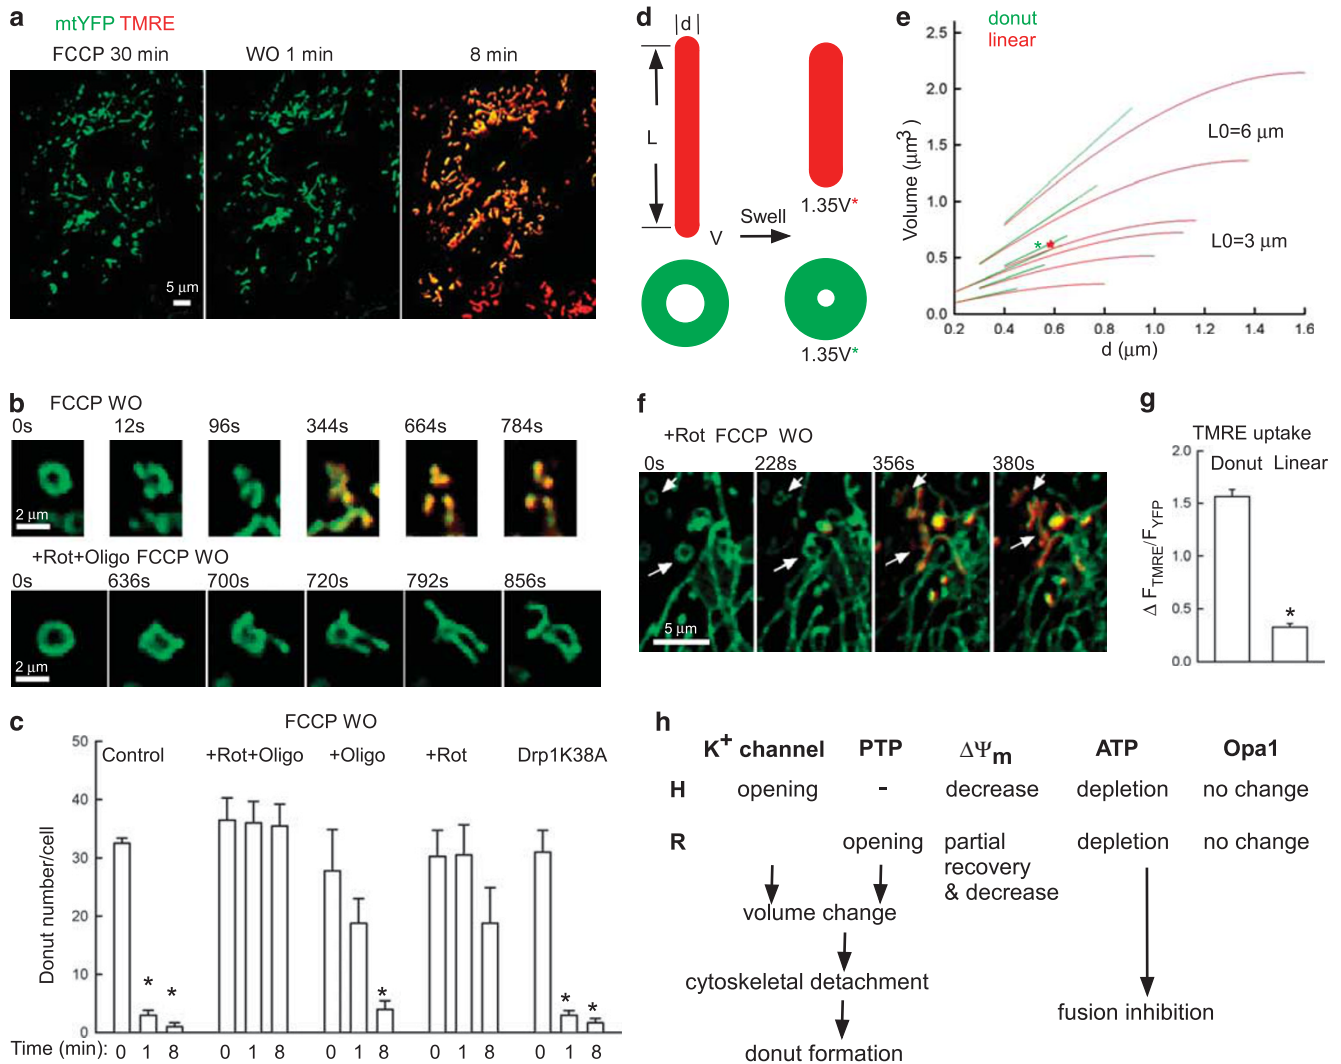 a
mtYFP TMRE
FCCP 30 min WO 1 min 8 min
5 μm
b
FCCP WO
0s 12s 96s 344s 664s 784s
2 μm
+Rot+Oligo FCCP WO
0s 636s 700s 720s 792s 856s
2 μm
c
FCCP WO
Control +Rot+Oligo +Oligo +Rot Drp1K38A
Donut number/cell
50
40
30
20
10
0
* * * * *
Time (min): 0 1 8 0 1 8 0 1 8 0 1 8 0 1 8
d
|d|
L
V
Swell
1.35V*
1.35V*
e
donut
linear
Volume (μm³)
2.5
2.0
1.5
1.0
0.5
0.0
L0=6 μm
L0=3 μm
* *
0.2 0.4 0.6 0.8 1.0 1.2 1.4 1.6
d (μm)
f
+Rot FCCP WO
0s 228s 356s 380s
5 μm
g
TMRE uptake
Donut Linear
Δ F_TMRE/F_YFP
2.0
1.5
1.0
0.5
0.0
*
h
K⁺ channel PTP ΔΨm ATP Opa1
H opening - decrease depletion no change
R opening partial recovery & decrease depletion no change
volume change
cytoskeletal detachment
donut formation
fusion inhibition